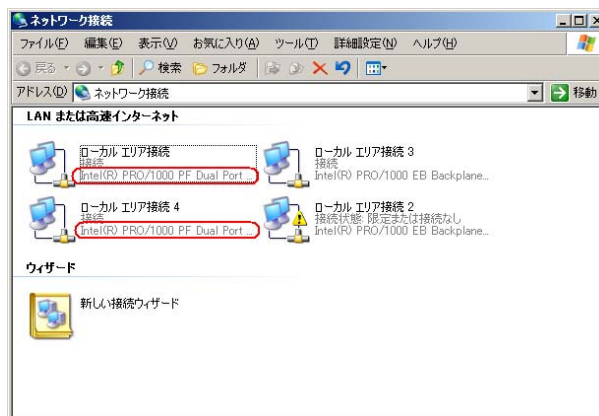 ネットワーク接続
ファイル(F) 編集(E) 表示(V) お気に入り(A) ツール(T) 詳細設定(N) ヘルプ(H)
戻る 検索 フォルダ
アドレス(D) ネットワーク接続 移動
LAN または高速インターネット
ローカル エリア接続
接続
Intel(R) PRO/1000 PF Dual Port ...
ローカル エリア接続 3
接続
Intel(R) PRO/1000 EB Backplane...
ローカル エリア接続 4
接続
Intel(R) PRO/1000 PF Dual Port ...
ローカル エリア接続 2
接続状態: 限定または接続なし
Intel(R) PRO/1000 EB Backplane...
ウィザード
新しい接続ウィザード